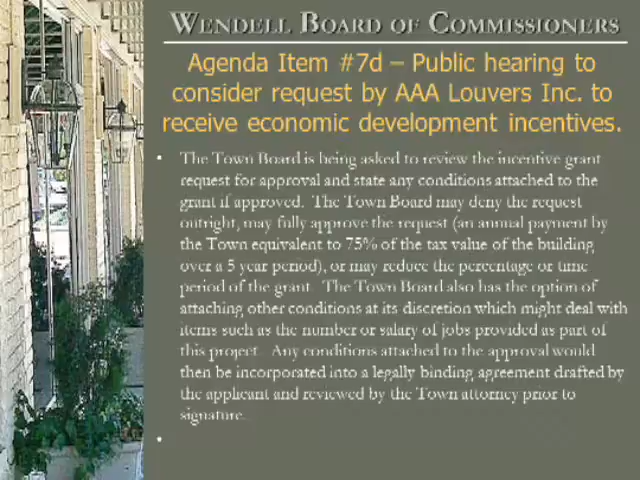 WENDELL BOARD OF COMMISSIONERS
Agenda Item #7d – Public hearing to
consider request by AAA Louvers Inc. to
receive economic development incentives.
• The Town Board is being asked to review the incentive grant
request for approval and state any conditions attached to the
grant if approved. The Town Board may deny the request
outright, may fully approve the request (an annual payment by
the Town equivalent to 75% of the tax value of the building
over a 5 year period), or may reduce the percentage or time
period of the grant. The Town Board also has the option of
attaching other conditions at its discretion which might deal with
items such as the number or salary of jobs provided as part of
this project. Any conditions attached to the approval would
then be incorporated into a legally binding agreement drafted by
the applicant and reviewed by the Town attorney prior to
signature.
•